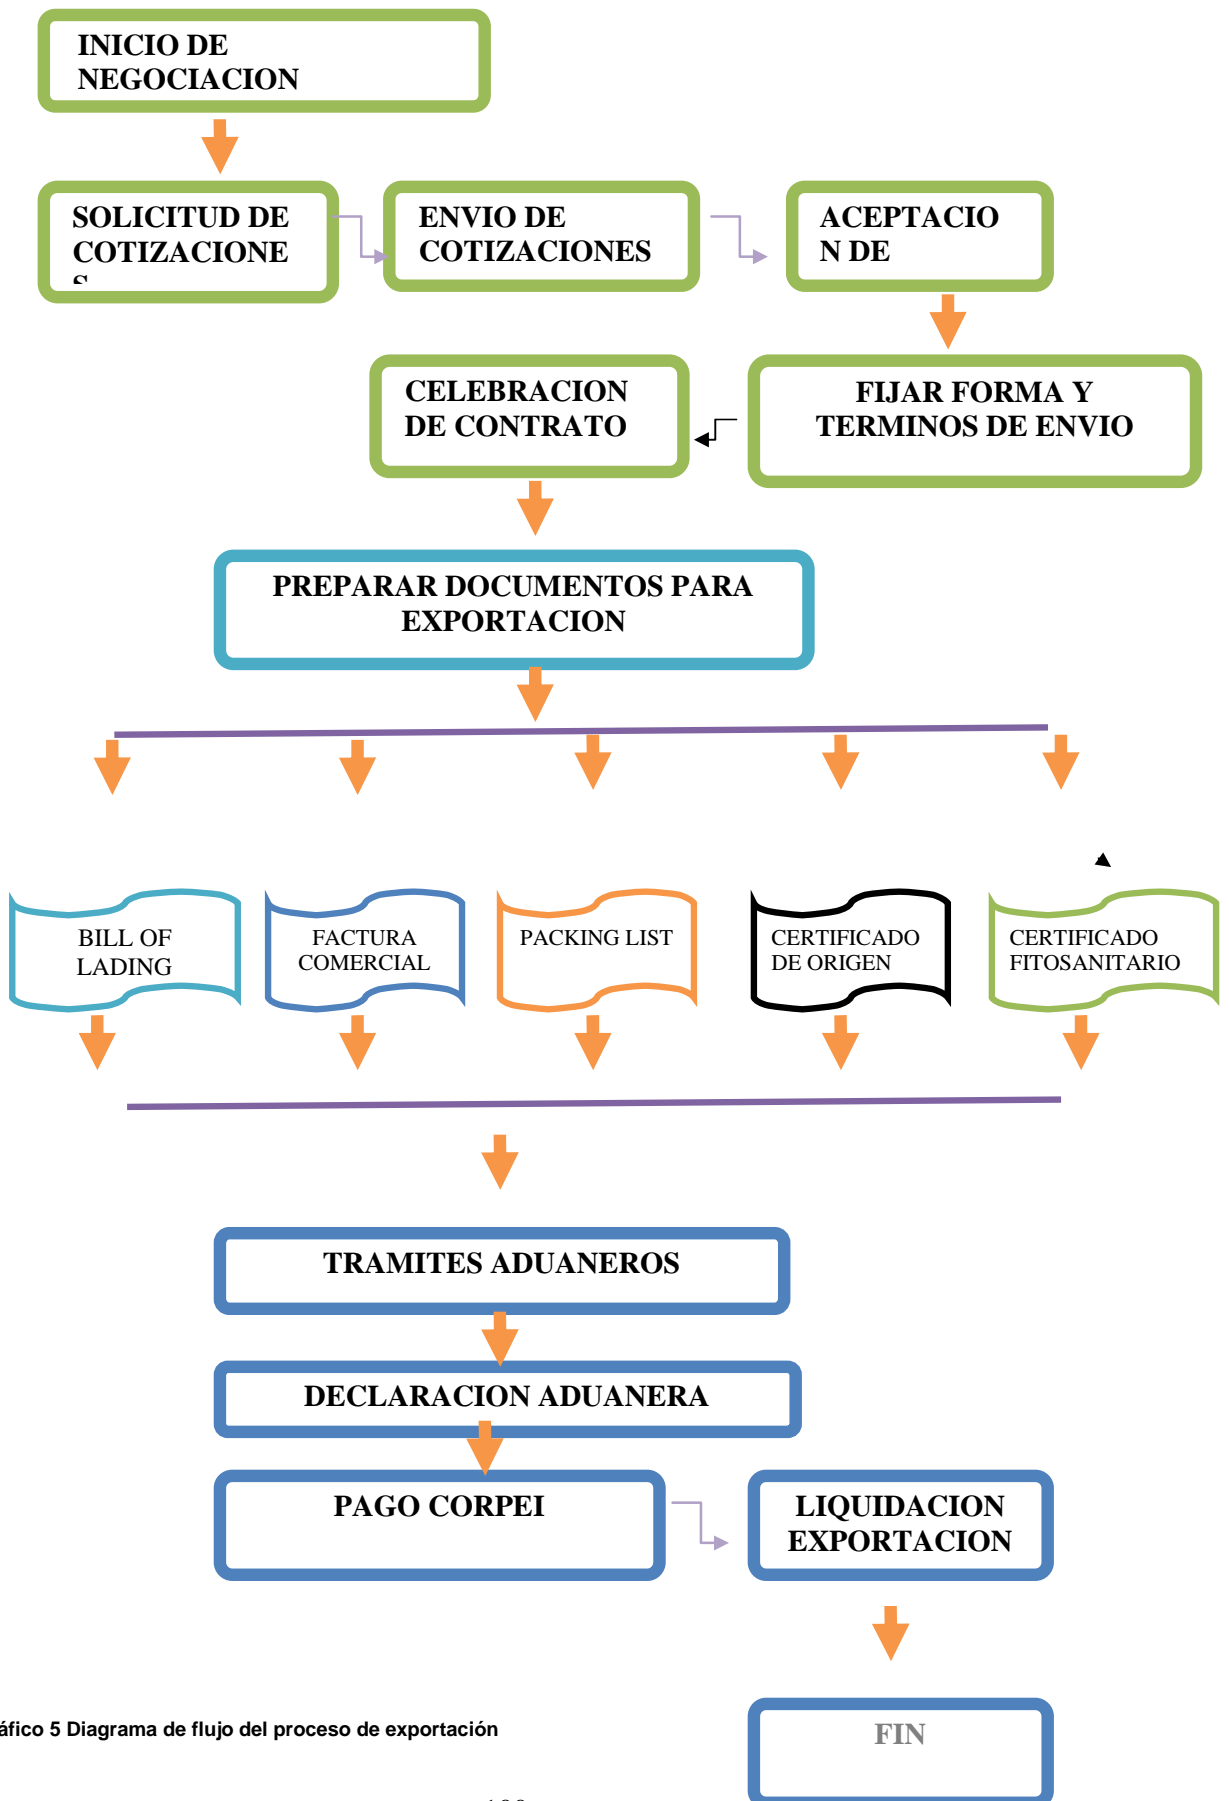 INICIO DE
NEGOCIACION
SOLICITUD DE
COTIZACIONE
S
ENVIO DE
COTIZACIONES
ACEPTACIO
N DE
CELEBRACION
DE CONTRATO
FIJAR FORMA Y
TERMINOS DE ENVIO
PREPARAR DOCUMENTOS PARA
EXPORTACION
BILL OF
LADING
FACTURA
COMERCIAL
PACKING LIST
CERTIFICADO
DE ORIGEN
CERTIFICADO
FITOSANITARIO
TRAMITES ADUANEROS
DECLARACION ADUANERA
PAGO CORPEI
LIQUIDACION
EXPORTACION
áfico 5 Diagrama de flujo del proceso de exportación
FIN